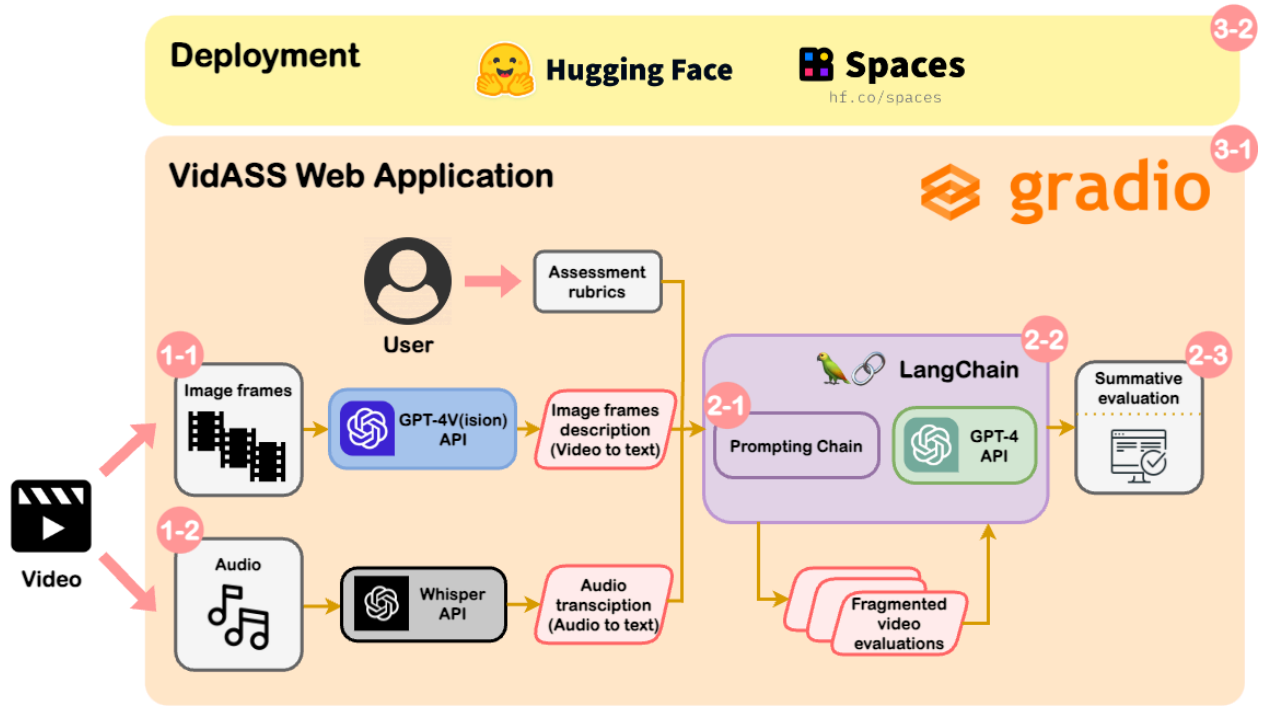 Deployment
Hugging Face
Spaces
hf.co/spaces
3-2
VidASS Web Application
gradio
3-1
User
Assessment
rubrics
Video
1-1
Image frames
GPT-4V(ision)
API
Image frames
description
(Video to text)
1-2
Audio
Whisper
API
Audio
transciption
(Audio to text)
2-2
LangChain
2-1
Prompting Chain
GPT-4
API
Fragmented
video
evaluations
2-3
Summative
evaluation